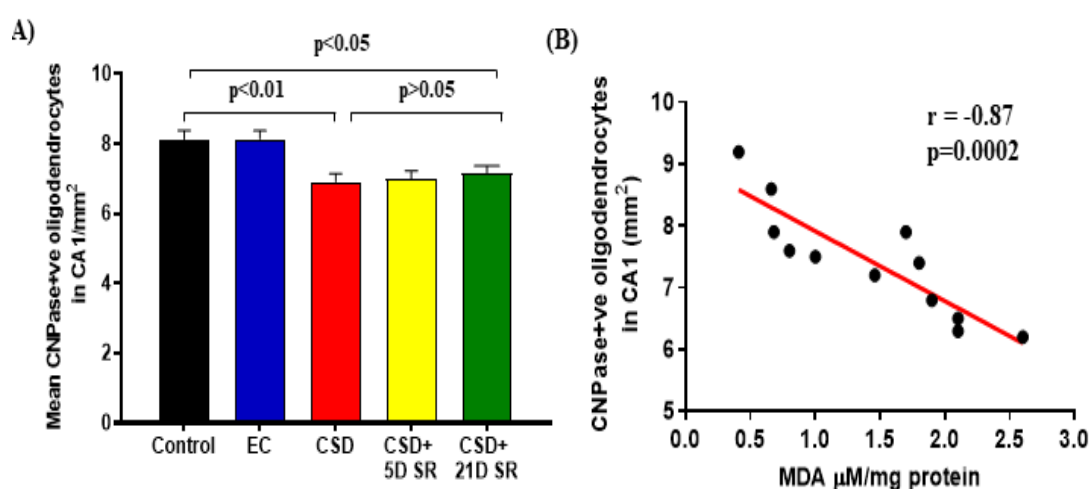 A)
p<0.05
p<0.01
p>0.05
Mean CNPase+ve oligodendrocytes
in CA1/mm²
10
8
6
4
2
0
Control
EC
CSD
CSD+
5D SR
CSD+
21D SR
(B)
r = -0.87
p=0.0002
CNPase+ve oligodendrocytes
in CA1 (mm²)
10
9
8
7
6
5
0.0 0.5 1.0 1.5 2.0 2.5 3.0
MDA µM/mg protein